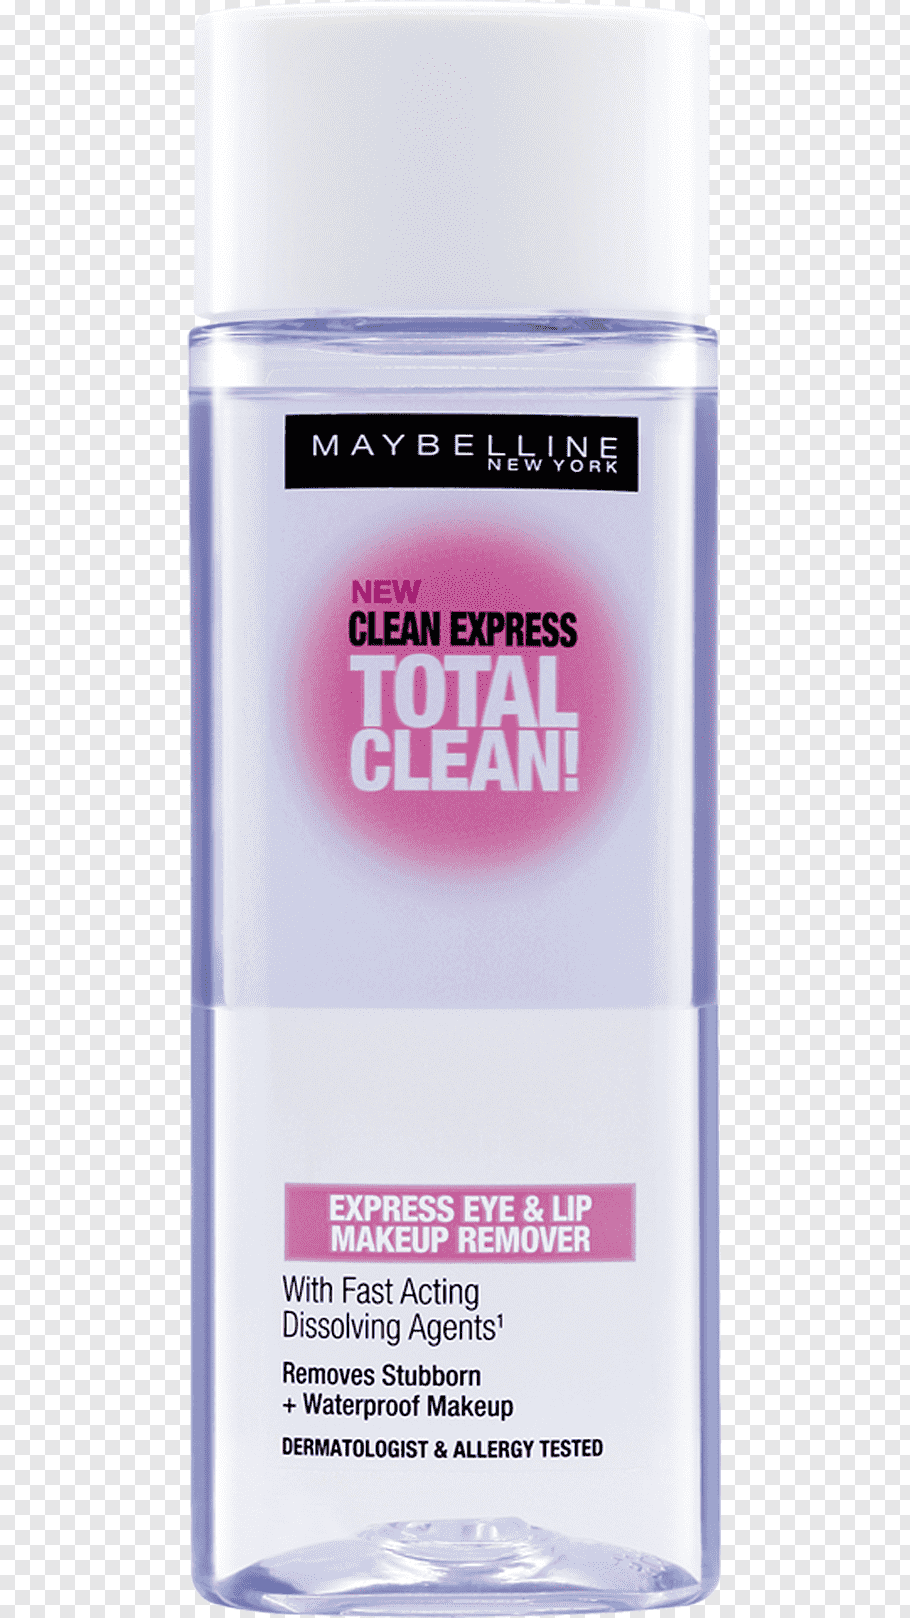 MAYBELLINE
NEW YORK
NEW
CLEAN EXPRESS
TOTAL
CLEAN!
EXPRESS EYE & LIP
MAKEUP REMOVER
With Fast Acting
Dissolving Agents¹
Removes Stubborn
+ Waterproof Makeup
DERMATOLOGIST & ALLERGY TESTED